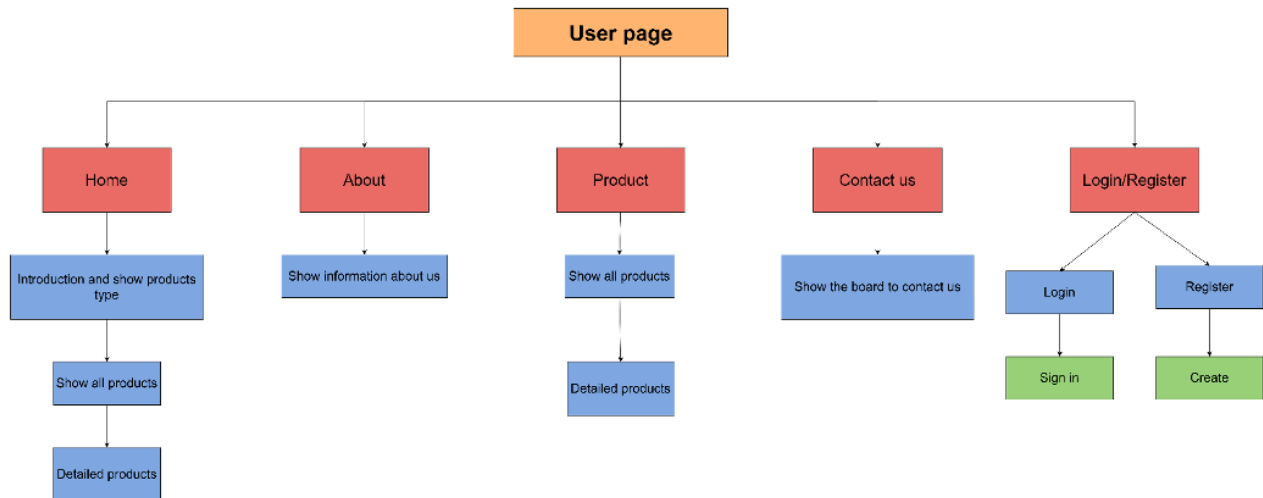 User page
Home
About
Product
Contact us
Login/Register
Introduction and show products
type
Show information about us
Show all products
Show the board to contact us
Login
Register
Show all products
Detailed products
Sign in
Create
Detailed products